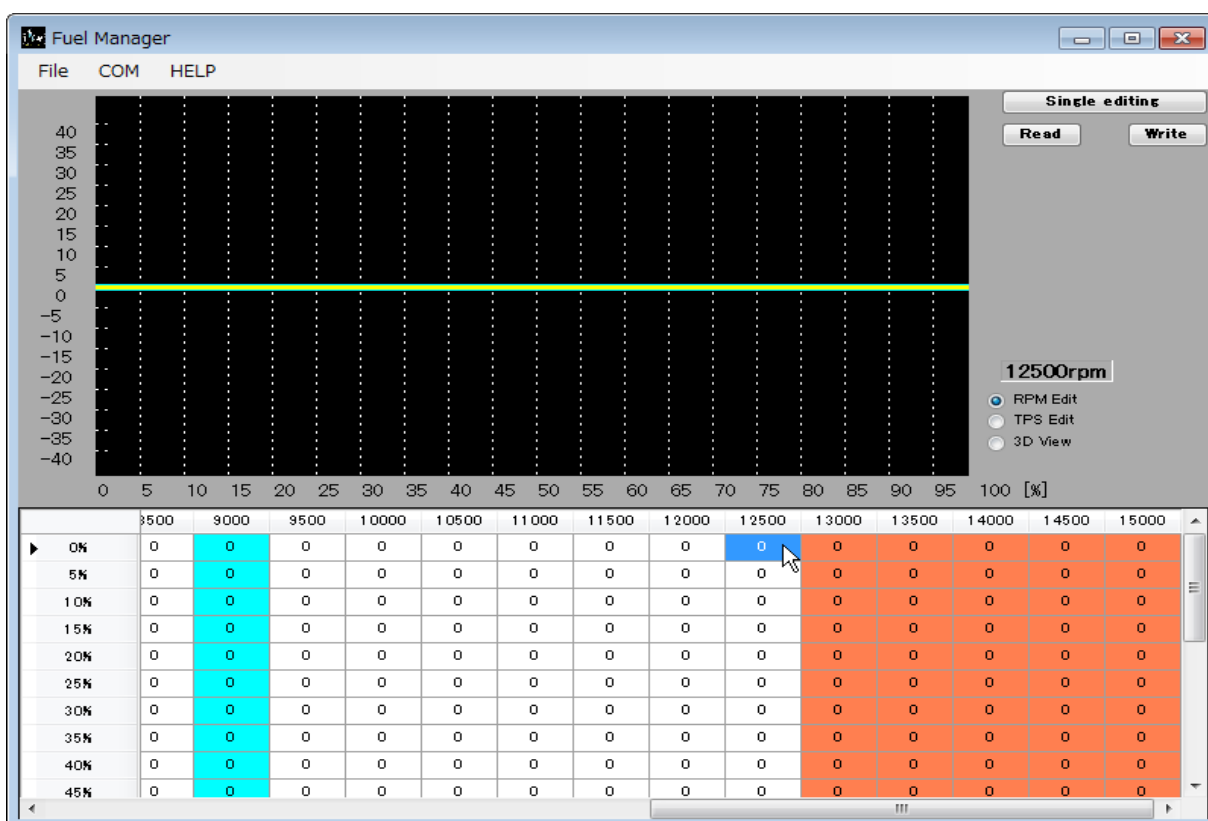 Fuel Manager
File COM HELP
Single editing
Read Write
40
35
30
25
20
15
10
5
0
-5
-10
-15
-20
-25
-30
-35
-40
12500rpm
RPM Edit
TPS Edit
3D View
0 5 10 15 20 25 30 35 40 45 50 55 60 65 70 75 80 85 90 95 100 [%]
8500 9000 9500 10000 10500 11000 11500 12000 12500 13000 13500 14000 14500 15000
0% 0 0 0 0 0 0 0 0 0 0 0 0 0 0
5% 0 0 0 0 0 0 0 0 0 0 0 0 0 0
10% 0 0 0 0 0 0 0 0 0 0 0 0 0 0
15% 0 0 0 0 0 0 0 0 0 0 0 0 0 0
20% 0 0 0 0 0 0 0 0 0 0 0 0 0 0
25% 0 0 0 0 0 0 0 0 0 0 0 0 0 0
30% 0 0 0 0 0 0 0 0 0 0 0 0 0 0
35% 0 0 0 0 0 0 0 0 0 0 0 0 0 0
40% 0 0 0 0 0 0 0 0 0 0 0 0 0 0
45% 0 0 0 0 0 0 0 0 0 0 0 0 0 0